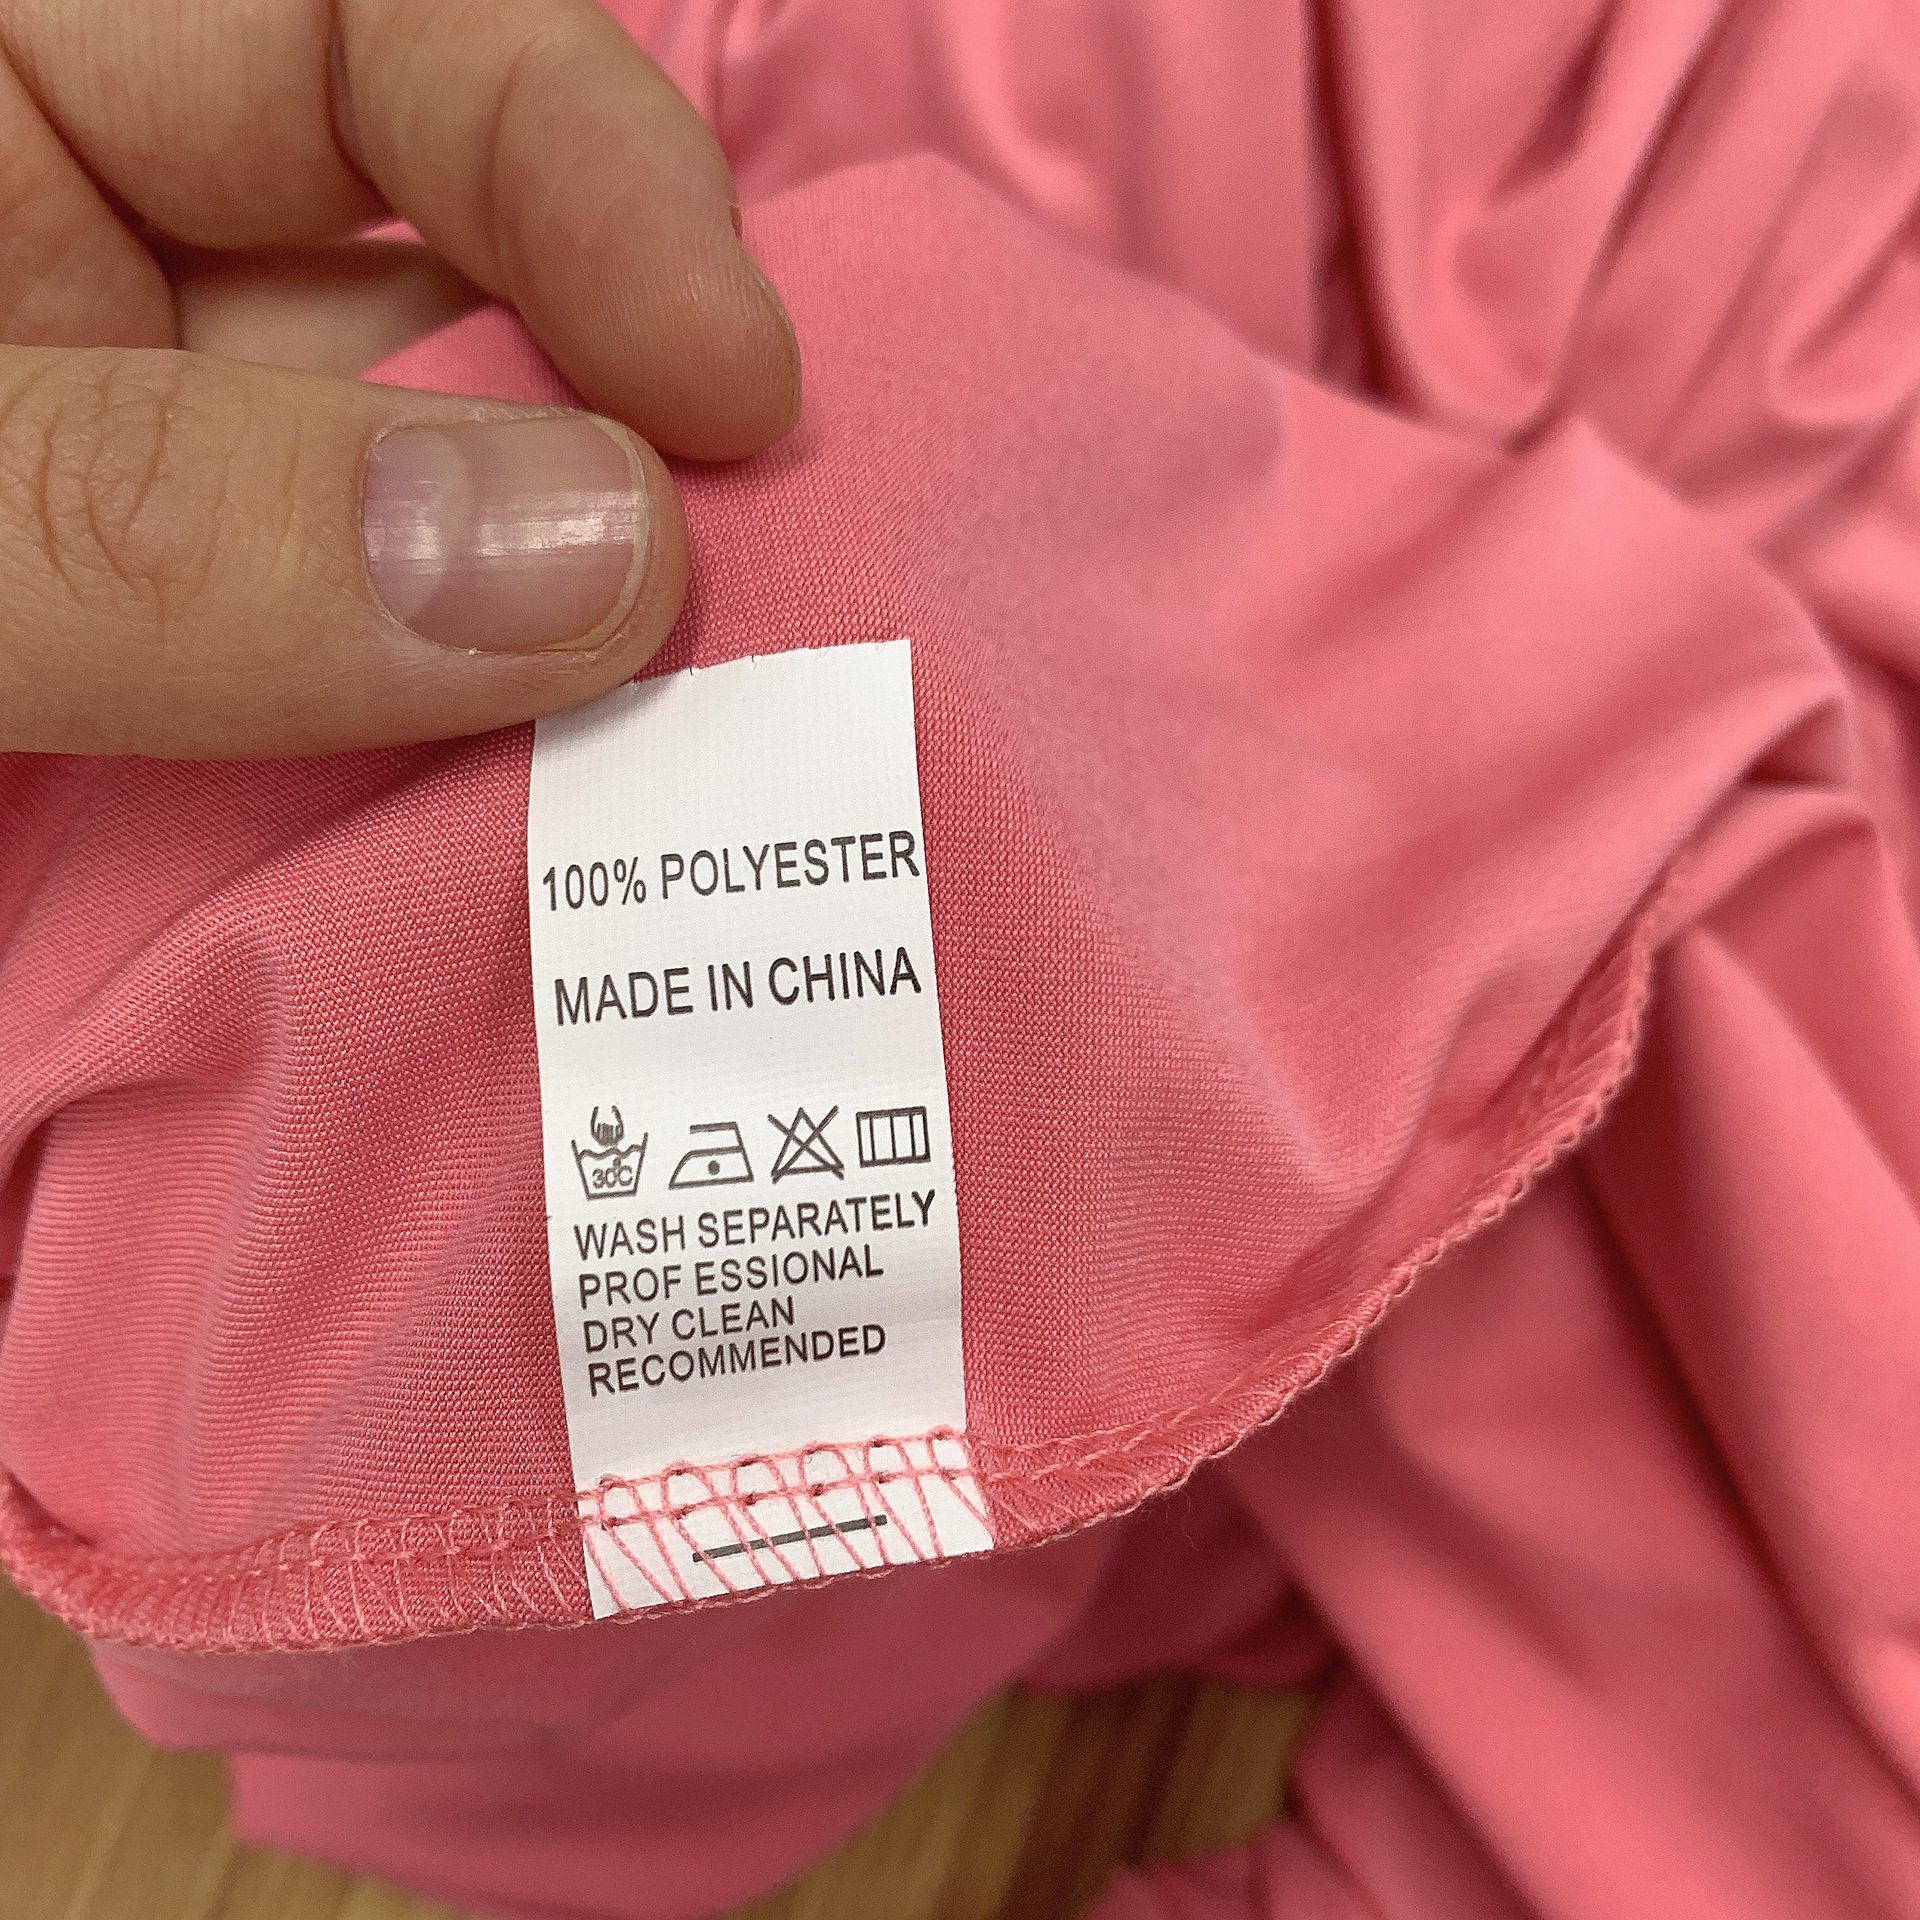 100% POLYESTER
MADE IN CHINA
30°C
WASH SEPARATELY
PROF ESSIONAL
DRY CLEAN
RECOMMENDED